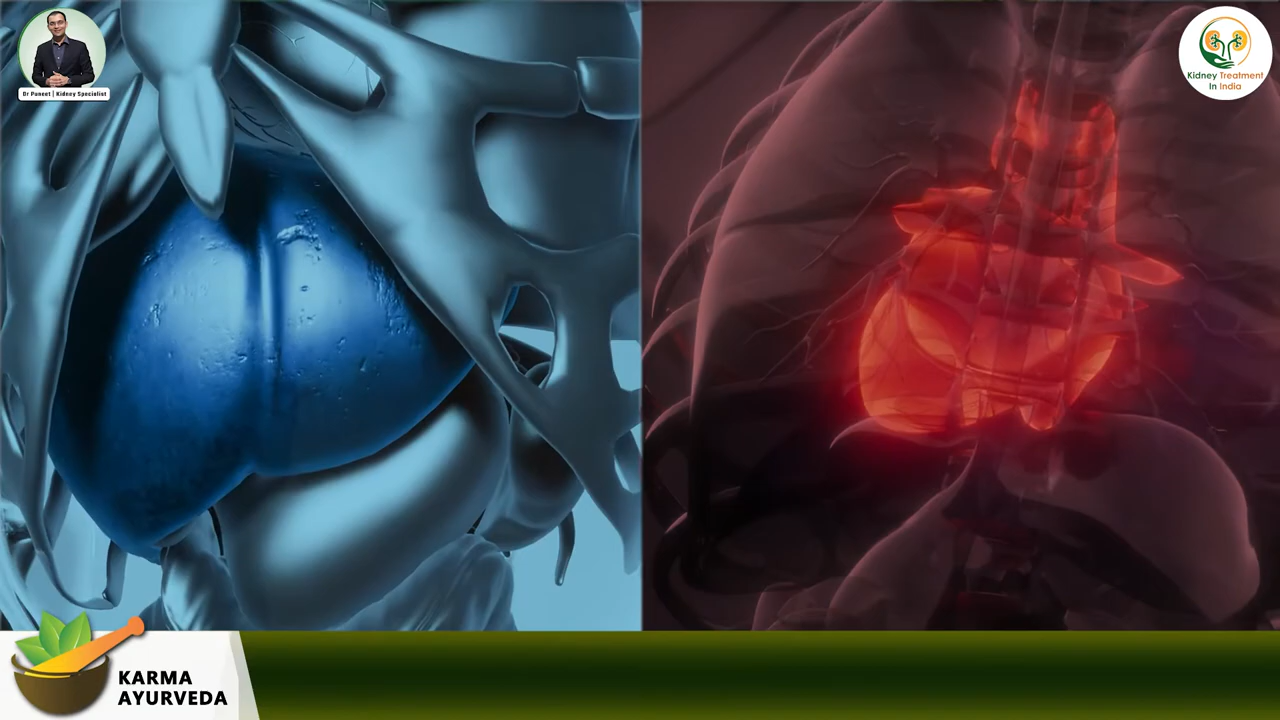 Dr Puneet | Kidney Specialist
Kidney Treatment
In India
KARMA
AYURVEDA